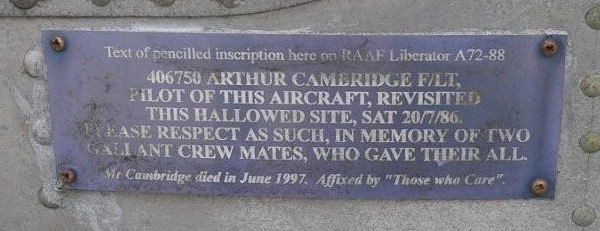 Text of pencilled inscription here on RAAF Liberator A72-88
406750 ARTHUR CAMBRIDGE F/LT,
PILOT OF THIS AIRCRAFT, REVISITED
THIS HALLOWED SITE, SAT 20/7/86.
PLEASE RESPECT AS SUCH, IN MEMORY OF TWO
GALLANT CREW MATES, WHO GAVE THEIR ALL.
Mr Cambridge died in June 1997. Affixed by "Those who Care".